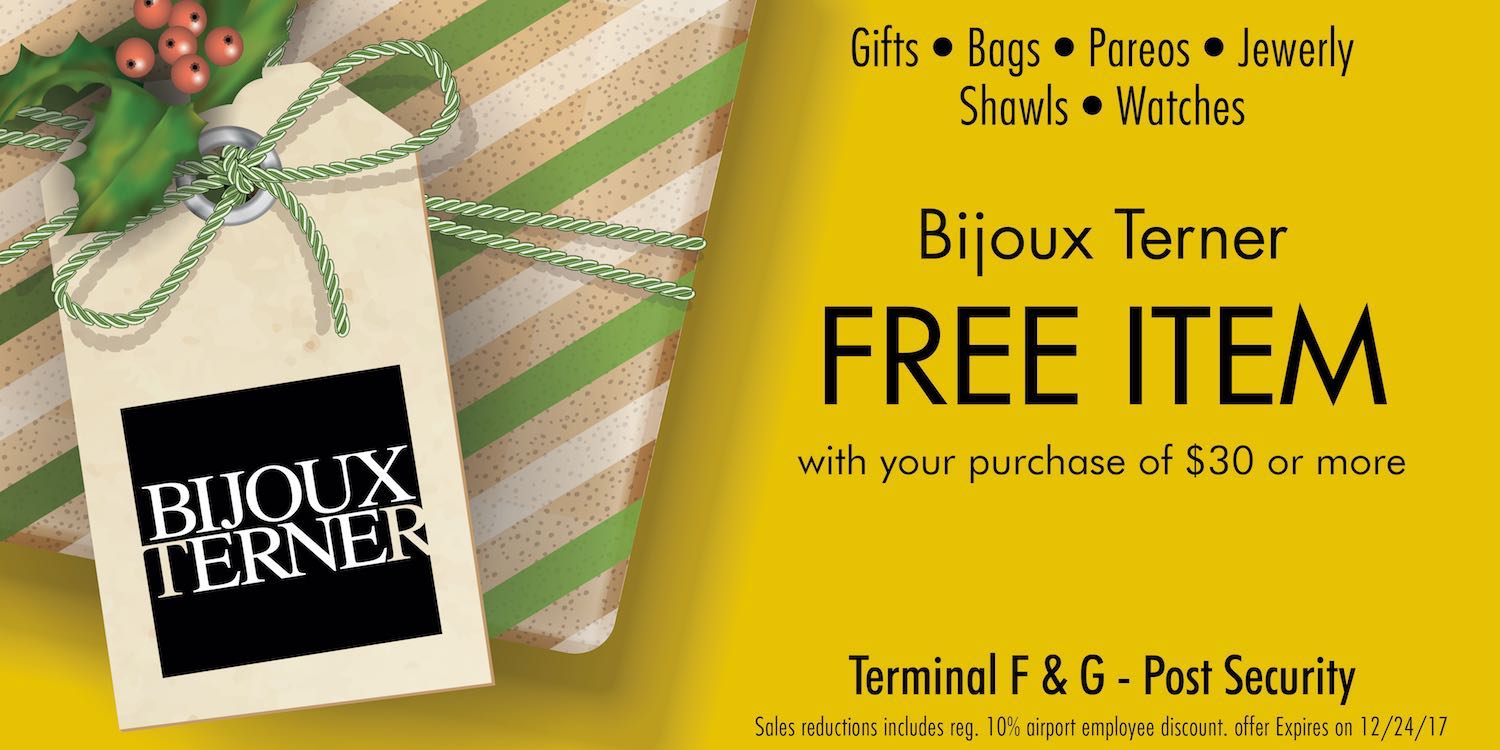 Gifts • Bags • Pareos • Jewerly
Shawls • Watches
Bijoux Terner
FREE ITEM
with your purchase of $30 or more
Terminal F & G - Post Security
Sales reductions includes reg. 10% airport employee discount. offer Expires on 12/24/17
BIJOUX
TERNER